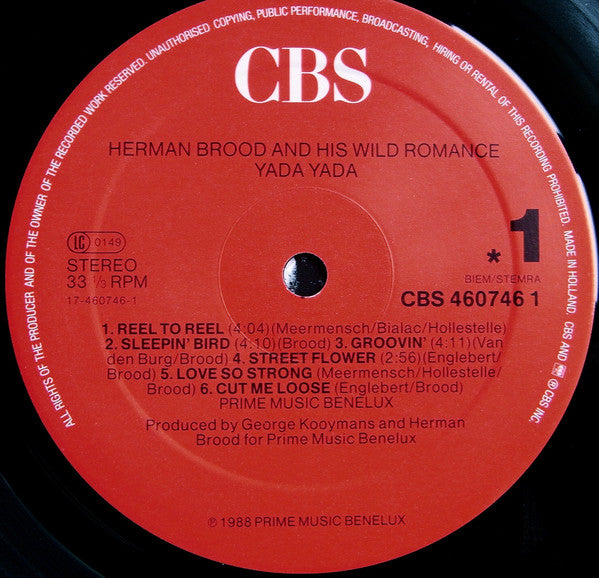 ALL RIGHTS OF THE PRODUCER AND OF THE OWNER OF THE RECORDED WORK RESERVED. UNAUTHORISED COPYING, PUBLIC PERFORMANCE, BROADCASTING, HIRING OR RENTAL OF THIS RECORDING PROHIBITED. MADE IN HOLLAND. CBS AND ARE ® CBS INC.
CBS
HERMAN BROOD AND HIS WILD ROMANCE
YADA YADA
LC 0149
STEREO
33 1/3 RPM
17-460746-1
* 1
BIEM/STEMRA
CBS 460746 1
1. REEL TO REEL (4:04)(Meermensch/Bialac/Hollestelle)
2. SLEEPIN' BIRD (4:10)(Brood) 3. GROOVIN' (4:11)(Van
den Burg/Brood) 4. STREET FLOWER (2:56)(Englebert/
Brood) 5. LOVE SO STRONG (Meermensch/Hollestelle/
Brood) 6. CUT ME LOOSE (Englebert/Brood)
PRIME MUSIC BENELUX
Produced by George Kooymans and Herman
Brood for Prime Music Benelux
℗ 1988 PRIME MUSIC BENELUX